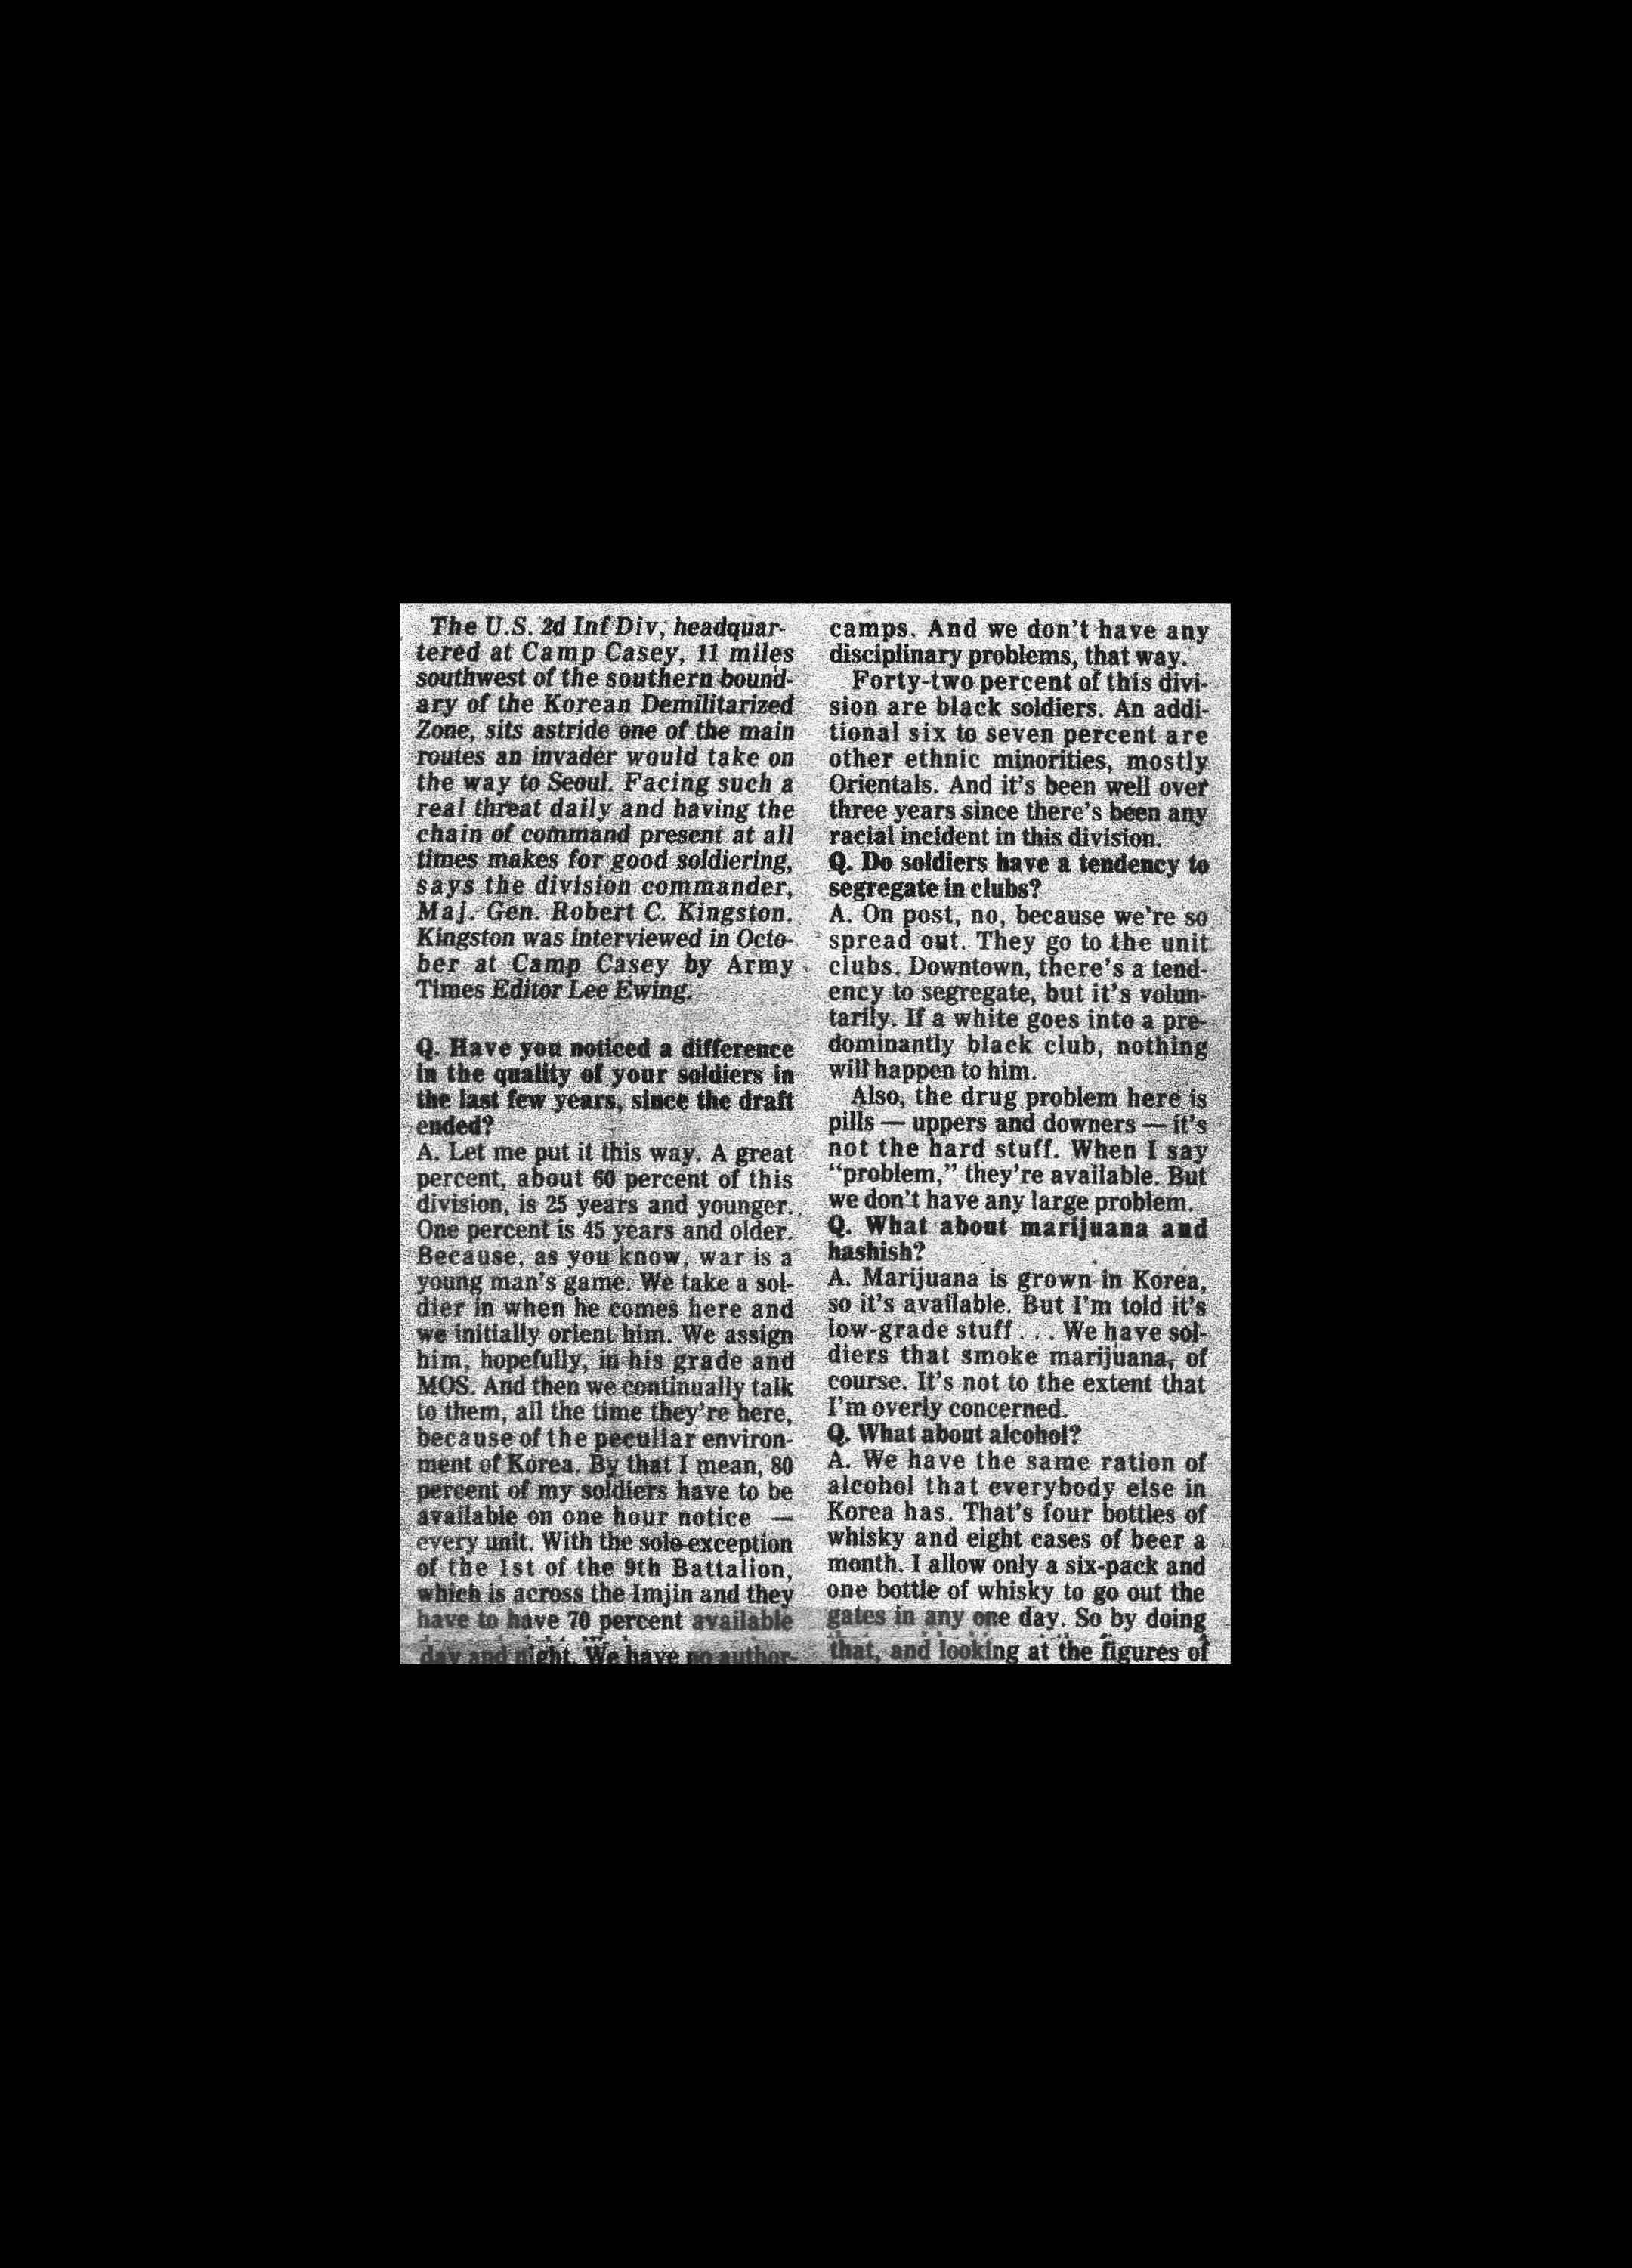 The U.S. 2d Inf Div, headquar-
tered at Camp Casey, 11 miles
southwest of the southern bound-
ary of the Korean Demilitarized
Zone, sits astride one of the main
routes an invader would take on
the way to Seoul. Facing such a
real threat daily and having the
chain of command present at all
times makes for good soldiering,
says the division commander,
Maj. Gen. Robert C. Kingston.
Kingston was interviewed in Octo-
ber at Camp Casey by Army
Times Editor Lee Ewing.
Q. Have you noticed a difference
in the quality of your soldiers in
the last few years, since the draft
ended?
A. Let me put it this way. A great
percent, about 60 percent of this
division, is 25 years and younger.
One percent is 45 years and older.
Because, as you know, war is a
young man's game. We take a sol-
dier in when he comes here and
we initially orient him. We assign
him, hopefully, in his grade and
MOS. And then we continually talk
to them, all the time they're here,
because of the peculiar environ-
ment of Korea. By that I mean, 80
percent of my soldiers have to be
available on one hour notice —
every unit. With the sole exception
of the 1st of the 9th Battalion,
which is across the Imjin and they
have to have 70 percent available
day and night. We have no author-
camps. And we don't have any
disciplinary problems, that way.
Forty-two percent of this divi-
sion are black soldiers. An addi-
tional six to seven percent are
other ethnic minorities, mostly
Orientals. And it's been well over
three years since there's been any
racial incident in this division.
Q. Do soldiers have a tendency to
segregate in clubs?
A. On post, no, because we're so
spread out. They go to the unit
clubs. Downtown, there's a tend-
ency to segregate, but it's volun-
tarily. If a white goes into a pre-
dominantly black club, nothing
will happen to him.
Also, the drug problem here is
pills — uppers and downers — it's
not the hard stuff. When I say
"problem," they're available. But
we don't have any large problem.
Q. What about marijuana and
hashish?
A. Marijuana is grown in Korea,
so it's available. But I'm told it's
low-grade stuff . . . We have sol-
diers that smoke marijuana, of
course. It's not to the extent that
I'm overly concerned.
Q. What about alcohol?
A. We have the same ration of
alcohol that everybody else in
Korea has. That's four bottles of
whisky and eight cases of beer a
month. I allow only a six-pack and
one bottle of whisky to go out the
gates in any one day. So by doing
that, and looking at the figures of